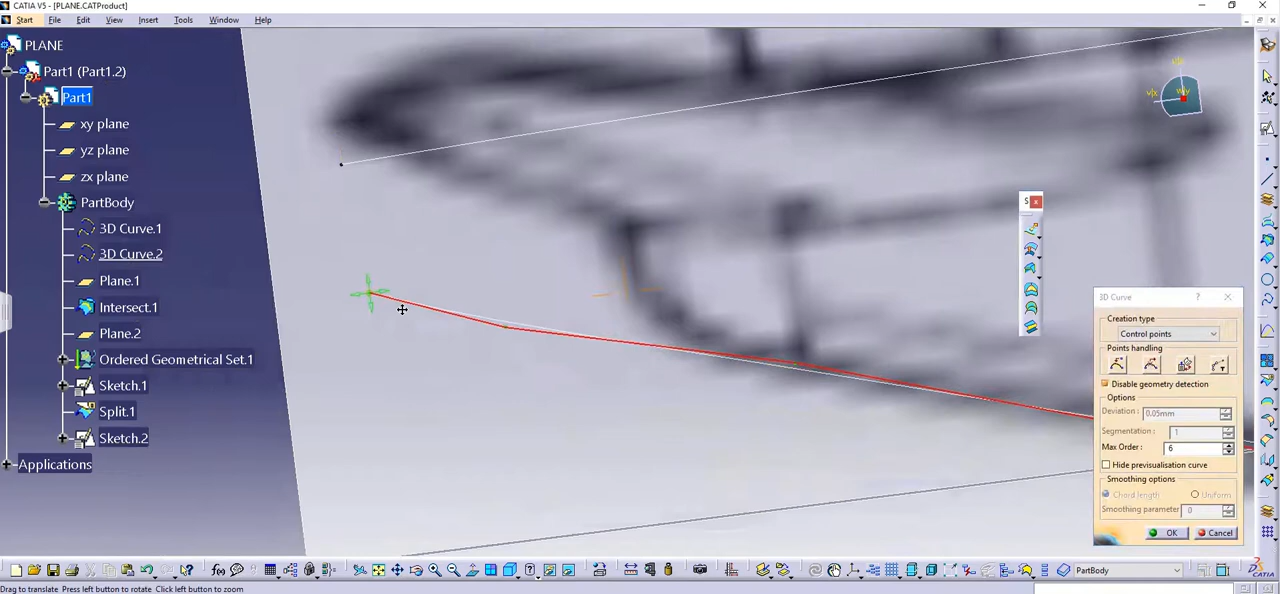 CATIA V5 - [PLANE.CATProduct]
Start File Edit View Insert Tools Window Help
PLANE
Part1 (Part1.2)
Part1
xy plane
yz plane
zx plane
PartBody
3D Curve.1
3D Curve.2
Plane.1
Intersect.1
Plane.2
Ordered Geometrical Set.1
Sketch.1
Split.1
Sketch.2
Applications
S
3D Curve
Creation type
Control points
Points handling
Disable geometry detection
Options
Deviation : 0.05mm
Segmentation : 1
Max Order : 6
Hide previsualisation curve
Smoothing options
Chord length Uniform
Smoothing parameter 0
OK Cancel
PartBody
CATIA
Drag to translate Press left button to rotate Click left button to zoom